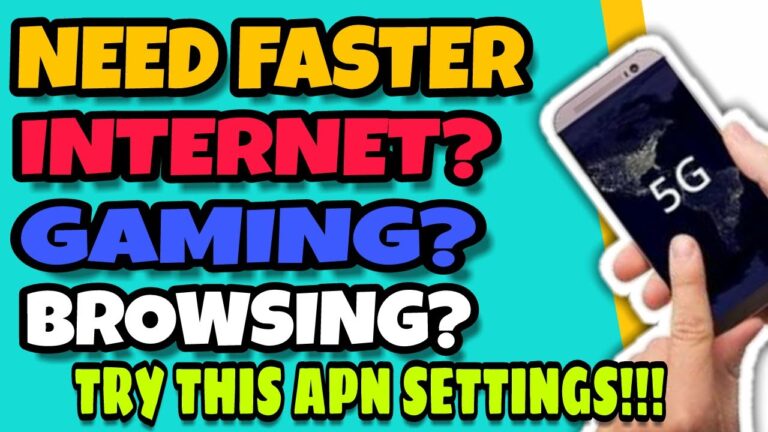 NEED FASTER
INTERNET?
GAMING?
BROWSING?
TRY THIS APN SETTINGS!!!
5G